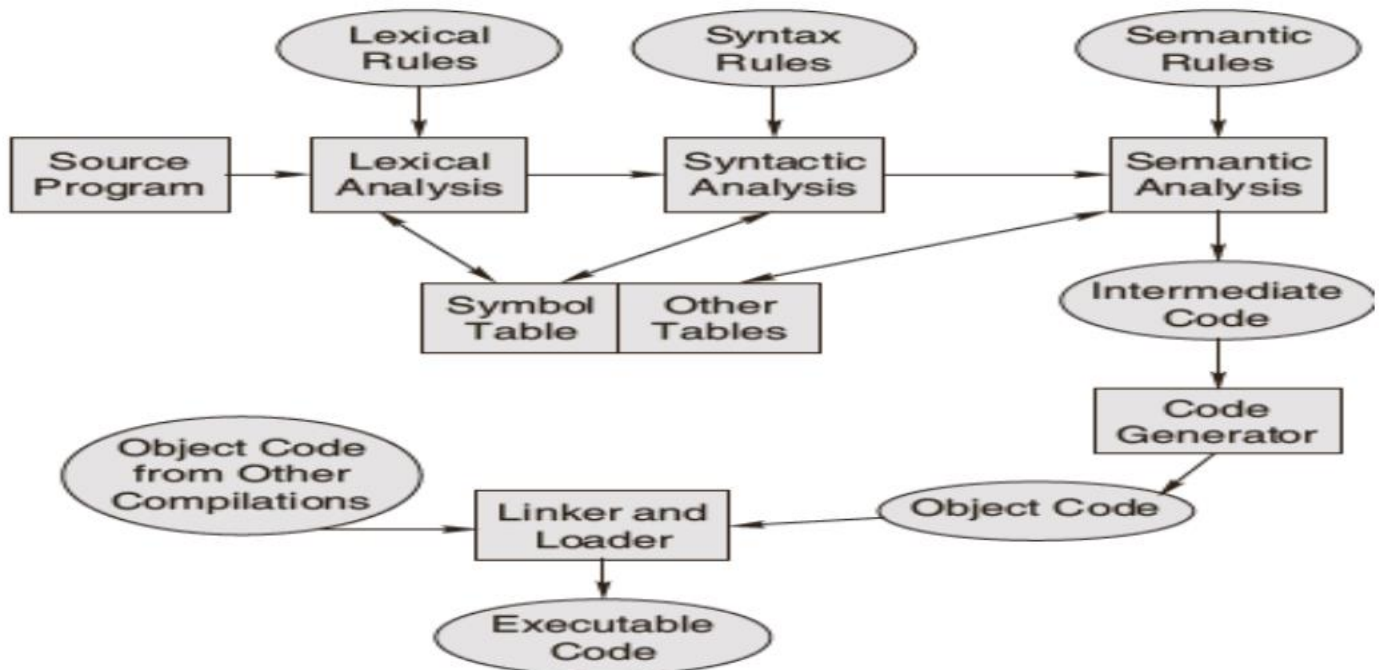 Lexical
Rules
Syntax
Rules
Semantic
Rules
Source
Program
Lexical
Analysis
Syntactic
Analysis
Semantic
Analysis
Symbol
Table
Other
Tables
Intermediate
Code
Code
Generator
Object Code
from Other
Compilations
Linker and
Loader
Object Code
Executable
Code